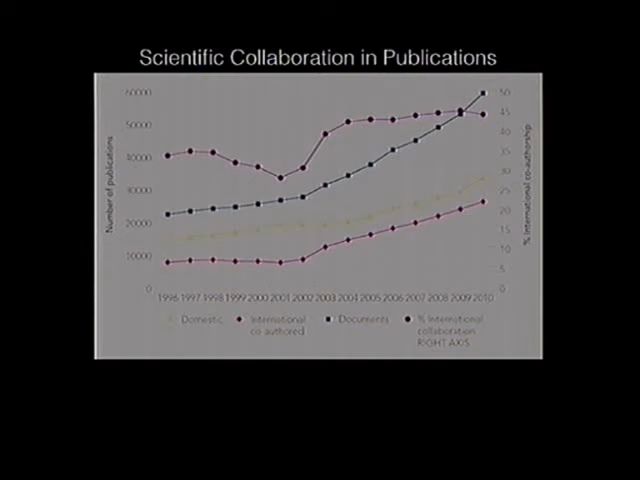 Scientific Collaboration in Publications
60000
50000
40000
30000
20000
10000
0
50
45
40
35
30
25
20
15
10
5
0
Number of publications
% International co-authorship
1996 1997 1998 1999 2000 2001 2002 2003 2004 2005 2006 2007 2008 2009 2010
Domestic
International
co authored
Documents
% International
collaboration
RIGHT AXIS